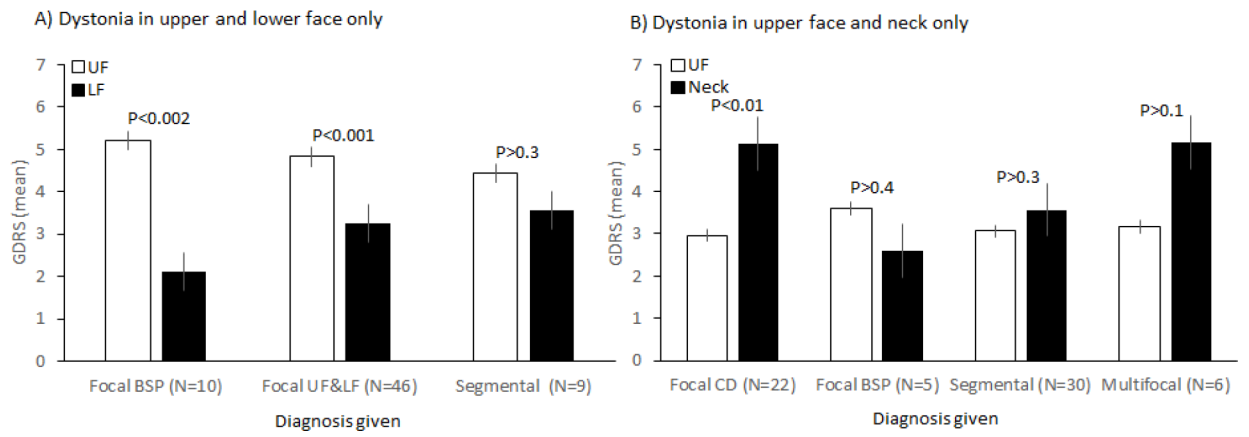 A) Dystonia in upper and lower face only
7
6
5
4
3
2
1
0
GDRS (mean)
UF
LF
P<0.002
P<0.001
P>0.3
Focal BSP (N=10)
Focal UF&LF (N=46)
Segmental (N=9)
Diagnosis given
B) Dystonia in upper face and neck only
7
6
5
4
3
2
1
0
GDRS (mean)
UF
Neck
P<0.01
P>0.4
P>0.3
P>0.1
Focal CD (N=22)
Focal BSP (N=5)
Segmental (N=30)
Multifocal (N=6)
Diagnosis given